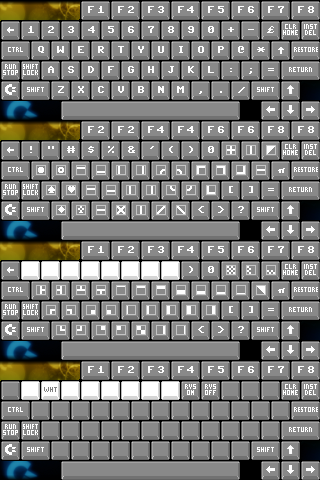 F1 F2 F3 F4 F5 F6 F7 F8
← 1 2 3 4 5 6 7 8 9 0 + - £ CLR HOME INST DEL
CTRL Q W E R T Y U I O P @ * ↑ RESTORE
RUN STOP SHIFT LOCK A S D F G H J K L : ; = RETURN
SHIFT Z X C V B N M , . / SHIFT ↑
← ↓ →
F2 F2 F4 F4 F6 F6 F8 F8
← ! " # $ % & ' ( ) 0 CLR HOME INST DEL
CTRL π RESTORE
RUN STOP SHIFT LOCK [ ] = RETURN
SHIFT < > ? SHIFT ↑
← ↓ →
F1 F2 F3 F4 F5 F6 F7 F8
← ) 0 CLR HOME INST DEL
CTRL π RESTORE
RUN STOP SHIFT LOCK [ ] = RETURN
SHIFT < > ? SHIFT ↑
← ↓ →
F1 F2 F3 F4 F5 F6 F7 F8
WHT RVS ON RVS OFF CLR HOME INST DEL
CTRL RESTORE
RUN STOP SHIFT LOCK RETURN
SHIFT SHIFT ↑
← ↓ →